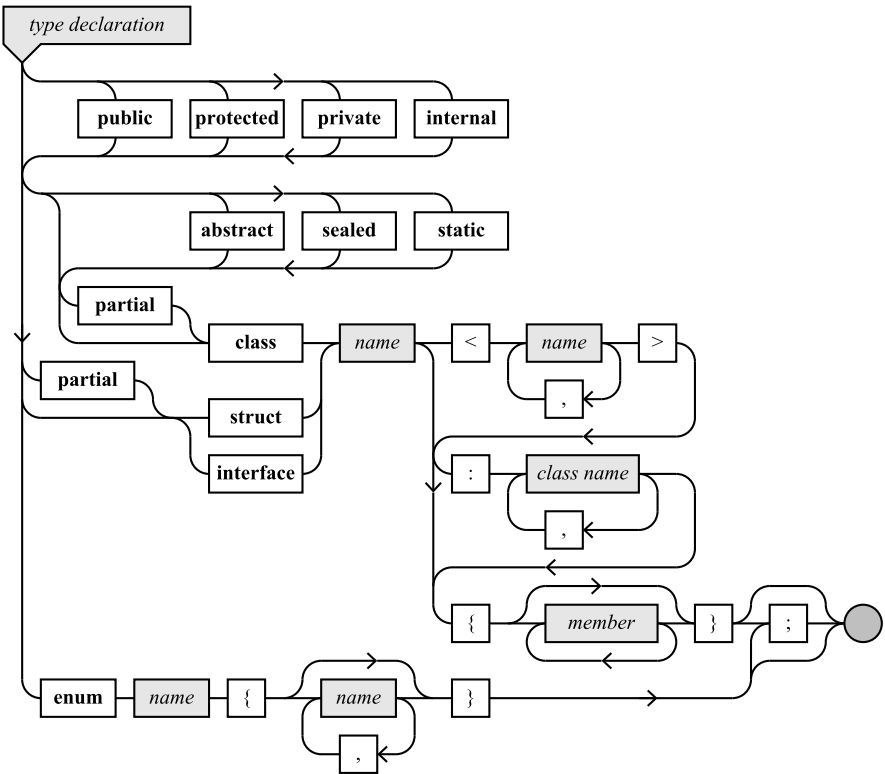 type declaration
public protected private internal
abstract sealed static
partial
class name < name >
partial
,
struct
interface : class name
,
{ member } ;
enum name { name }
,